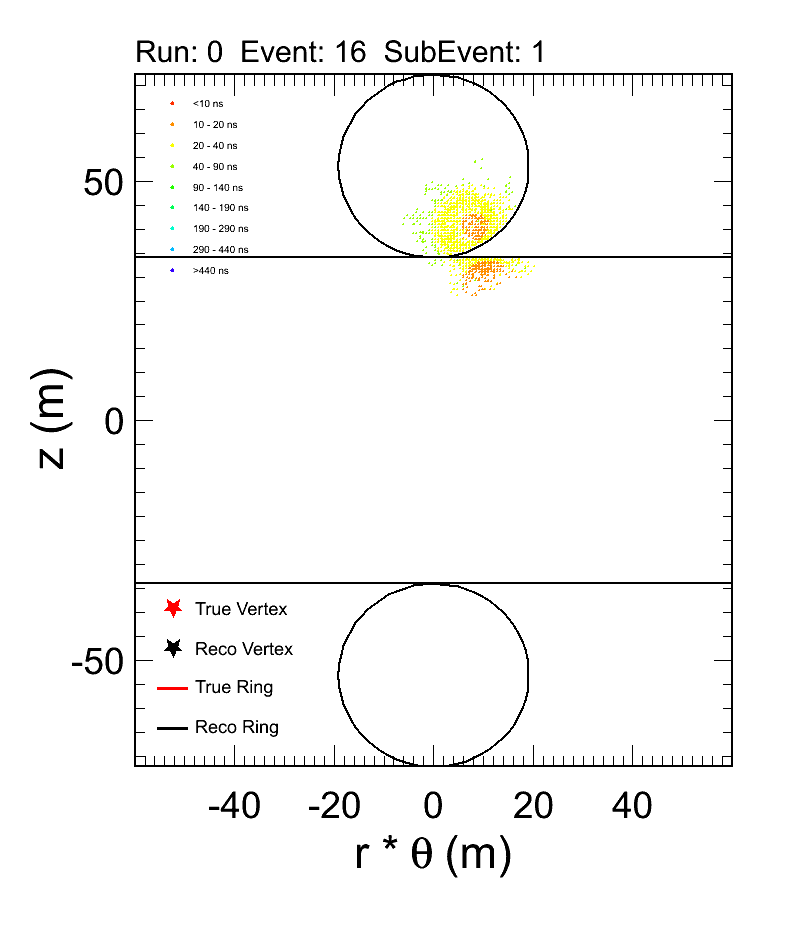 Run: 0  Event: 16  SubEvent: 1
<10 ns
10 - 20 ns
20 - 40 ns
40 - 90 ns
90 - 140 ns
140 - 190 ns
190 - 290 ns
290 - 440 ns
>440 ns
50
0
-50
z (m)
True Vertex
Reco Vertex
True Ring
Reco Ring
-40 -20 0 20 40
r * θ (m)